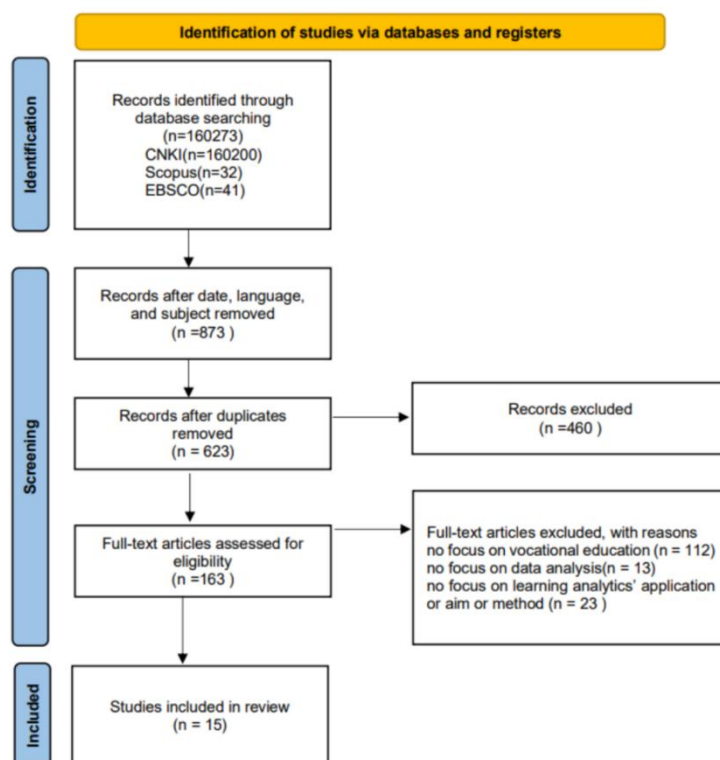 Identification of studies via databases and registers
Identification
Records identified through
database searching
(n=160273)
CNKI(n=160200)
Scopus(n=32)
EBSCO(n=41)
Screening
Records after date, language,
and subject removed
(n =873 )
Records after duplicates
removed
(n = 623)
Records excluded
(n =460 )
Full-text articles assessed for
eligibility
(n =163 )
Full-text articles excluded, with reasons
no focus on vocational education (n = 112)
no focus on data analysis(n = 13)
no focus on learning analytics' application
or aim or method (n = 23 )
Included
Studies included in review
(n = 15)